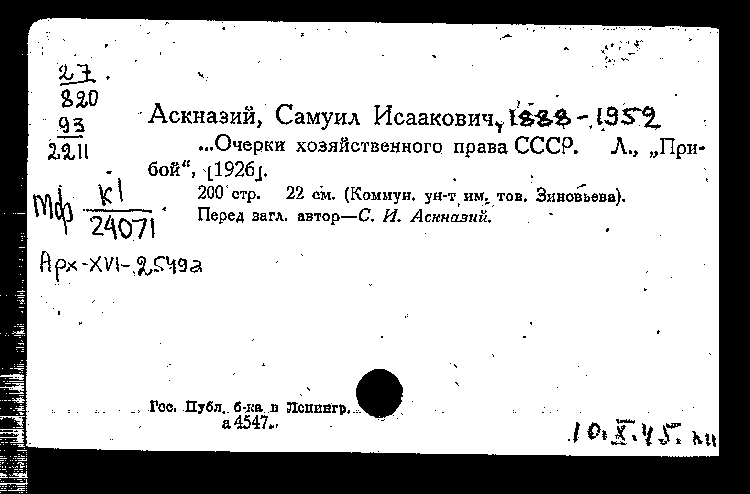 27
820
93
2211
Аскназий, Самуил Исаакович, 1888-1952
...Очерки хозяйственного права СССР. Л., „При-
бой“, [1926].
200 стр. 22 см. (Коммун. ун-т им. тов. Зиновьева).
Перед загл. автор—С. И. Аскназий.
Мф К1
24071
Арх-XVI-2549а
Гос. Публ. б-ка в Ленингр.
а 4547.
10.X.45.